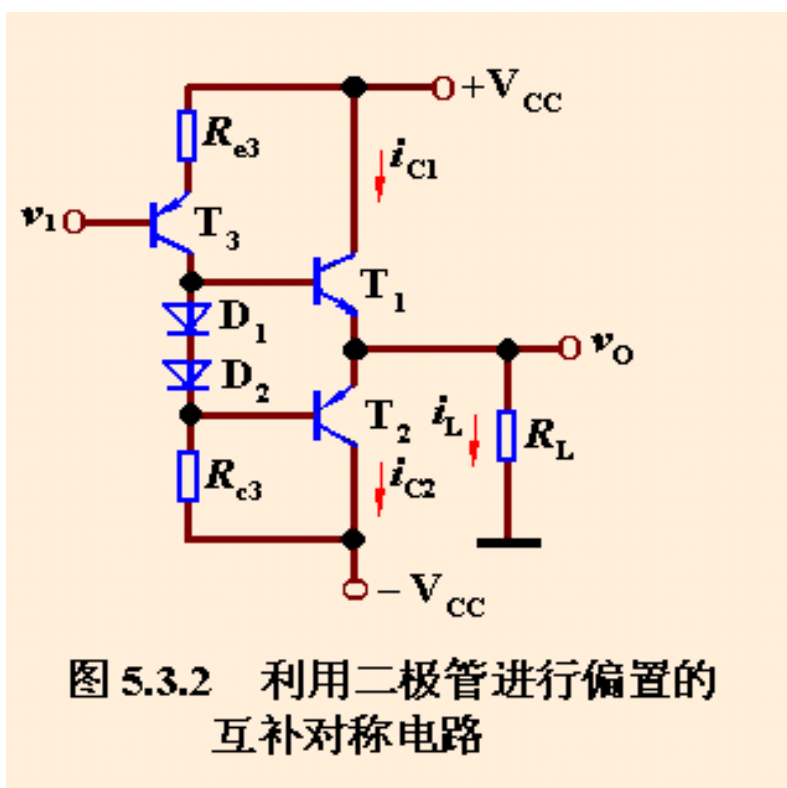 +VCC
Re3
iC1
v1
T3
T1
D1
vO
D2
T2
iL
RL
Rc3
iC2
– VCC
图 5.3.2 利用二极管进行偏置的
互补对称电路